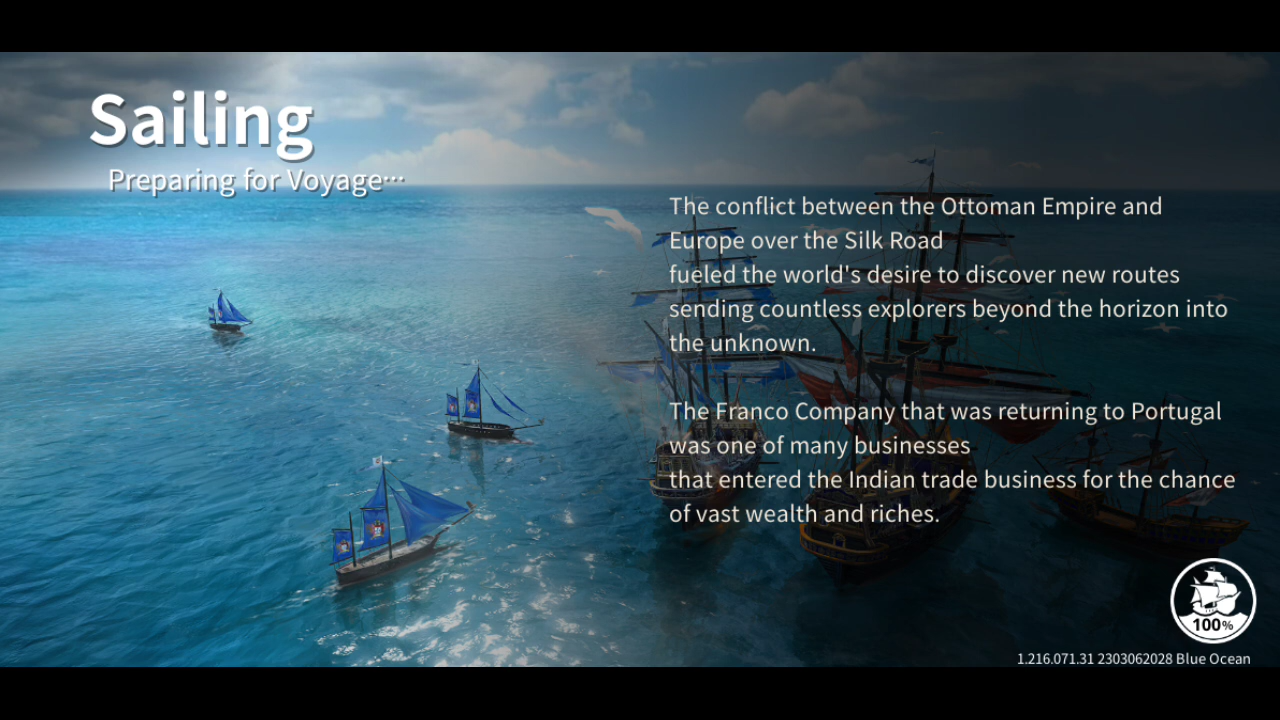 Sailing
Preparing for Voyage···
The conflict between the Ottoman Empire and
Europe over the Silk Road
fueled the world's desire to discover new routes
sending countless explorers beyond the horizon into
the unknown.
The Franco Company that was returning to Portugal
was one of many businesses
that entered the Indian trade business for the chance
of vast wealth and riches.
100%
1.216.071.31 2303062028 Blue Ocean